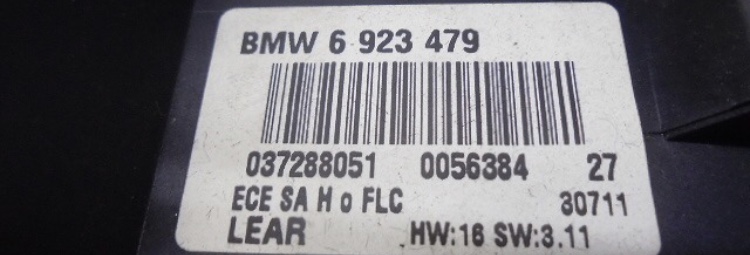 BMW 6 923 479
037288051 0056384 27
ECE SA H o FLC 30711
LEAR HW:16 SW:3.11